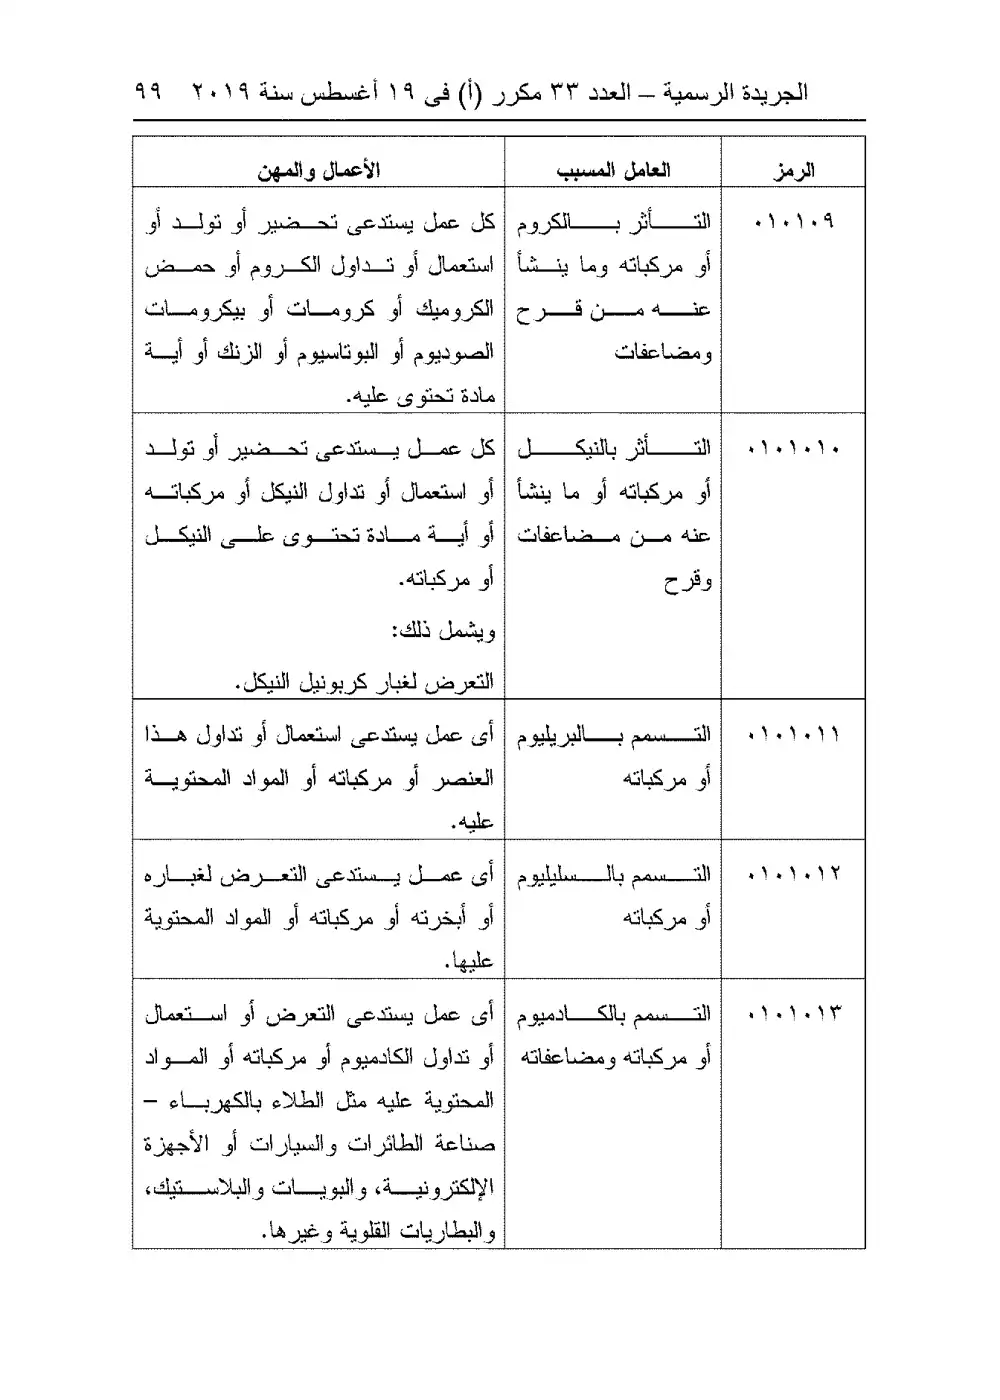 الجريدة الرسمية – العدد ٣٣ مكرر (أ) فى ١٩ أغسطس سنة ٢٠١٩ ٩٩
الرمز العامل المسبب الأعمال والمهن
٠١٠١٠٩
التأثر بالكروم
أو مركباته وما ينشأ
عنه من قرح
ومضاعفات
كل عمل يستدعى تحضير أو تولد أو
استعمال أو تداول الكروم أو حمض
الكروميك أو كرومات أو بيكرومات
الصوديوم أو البوتاسيوم أو الزنك أو أية
مادة تحتوى عليه.
٠١٠١٠١٠
التأثر بالنيكل
أو مركباته أو ما ينشأ
عنه من مضاعفات
وقرح
كل عمل يستدعى تحضير أو تولد
أو استعمال أو تداول النيكل أو مركباته
أو أية مادة تحتوى على النيكل
أو مركباته.
ويشمل ذلك:
التعرض لغبار كربونيل النيكل.
٠١٠١٠١١
التسمم بالبريليوم
أو مركباته
أى عمل يستدعى استعمال أو تداول هذا
العنصر أو مركباته أو المواد المحتوية
عليه.
٠١٠١٠١٢
التسمم بالسليليوم
أو مركباته
أى عمل يستدعى التعرض لغباره
أو أبخرته أو مركباته أو المواد المحتوية
عليها.
٠١٠١٠١٣
التسمم بالكادميوم
أو مركباته ومضاعفاته
أى عمل يستدعى التعرض أو استعمال
أو تداول الكادميوم أو مركباته أو المواد
المحتوية عليه مثل الطلاء بالكهرباء –
صناعة الطائرات والسيارات أو الأجهزة
الإلكترونية، والبويات والبلاستيك،
والبطاريات القلوية وغيرها.